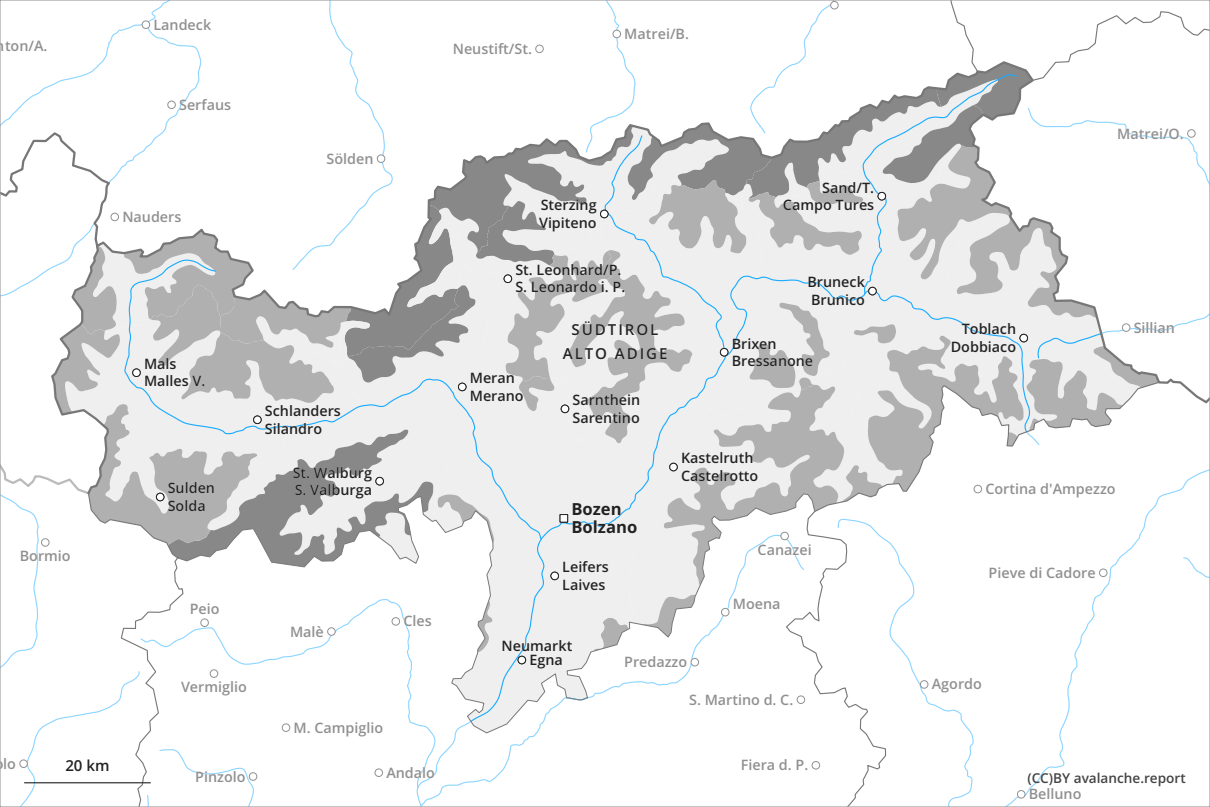 Landeck
nton/A.
Neustift/St.
Matrei/B.
Serfaus
Matrei/O.
Sölden
Nauders
Sand/T.
Campo Tures
Sterzing
Vipiteno
St. Leonhard/P.
S. Leonardo i. P.
Bruneck
Brunico
SÜDTIROL
ALTO ADIGE
Toblach
Dobbiaco
Sillian
Brixen
Bressanone
Mals
Malles V.
Meran
Merano
Sarnthein
Sarentino
Schlanders
Silandro
Kastelruth
Castelrotto
St. Walburg
S. Valburga
Sulden
Solda
Cortina d'Ampezzo
Bozen
Bolzano
Bormio
Canazei
Leifers
Laives
Pieve di Cadore
Peio
Malè
Cles
Moena
Neumarkt
Egna
Predazzo
Vermiglio
Agordo
S. Martino d. C.
M. Campiglio
olo
20 km
Pinzolo
Andalo
Fiera d. P.
(CC)BY avalanche.report
Belluno